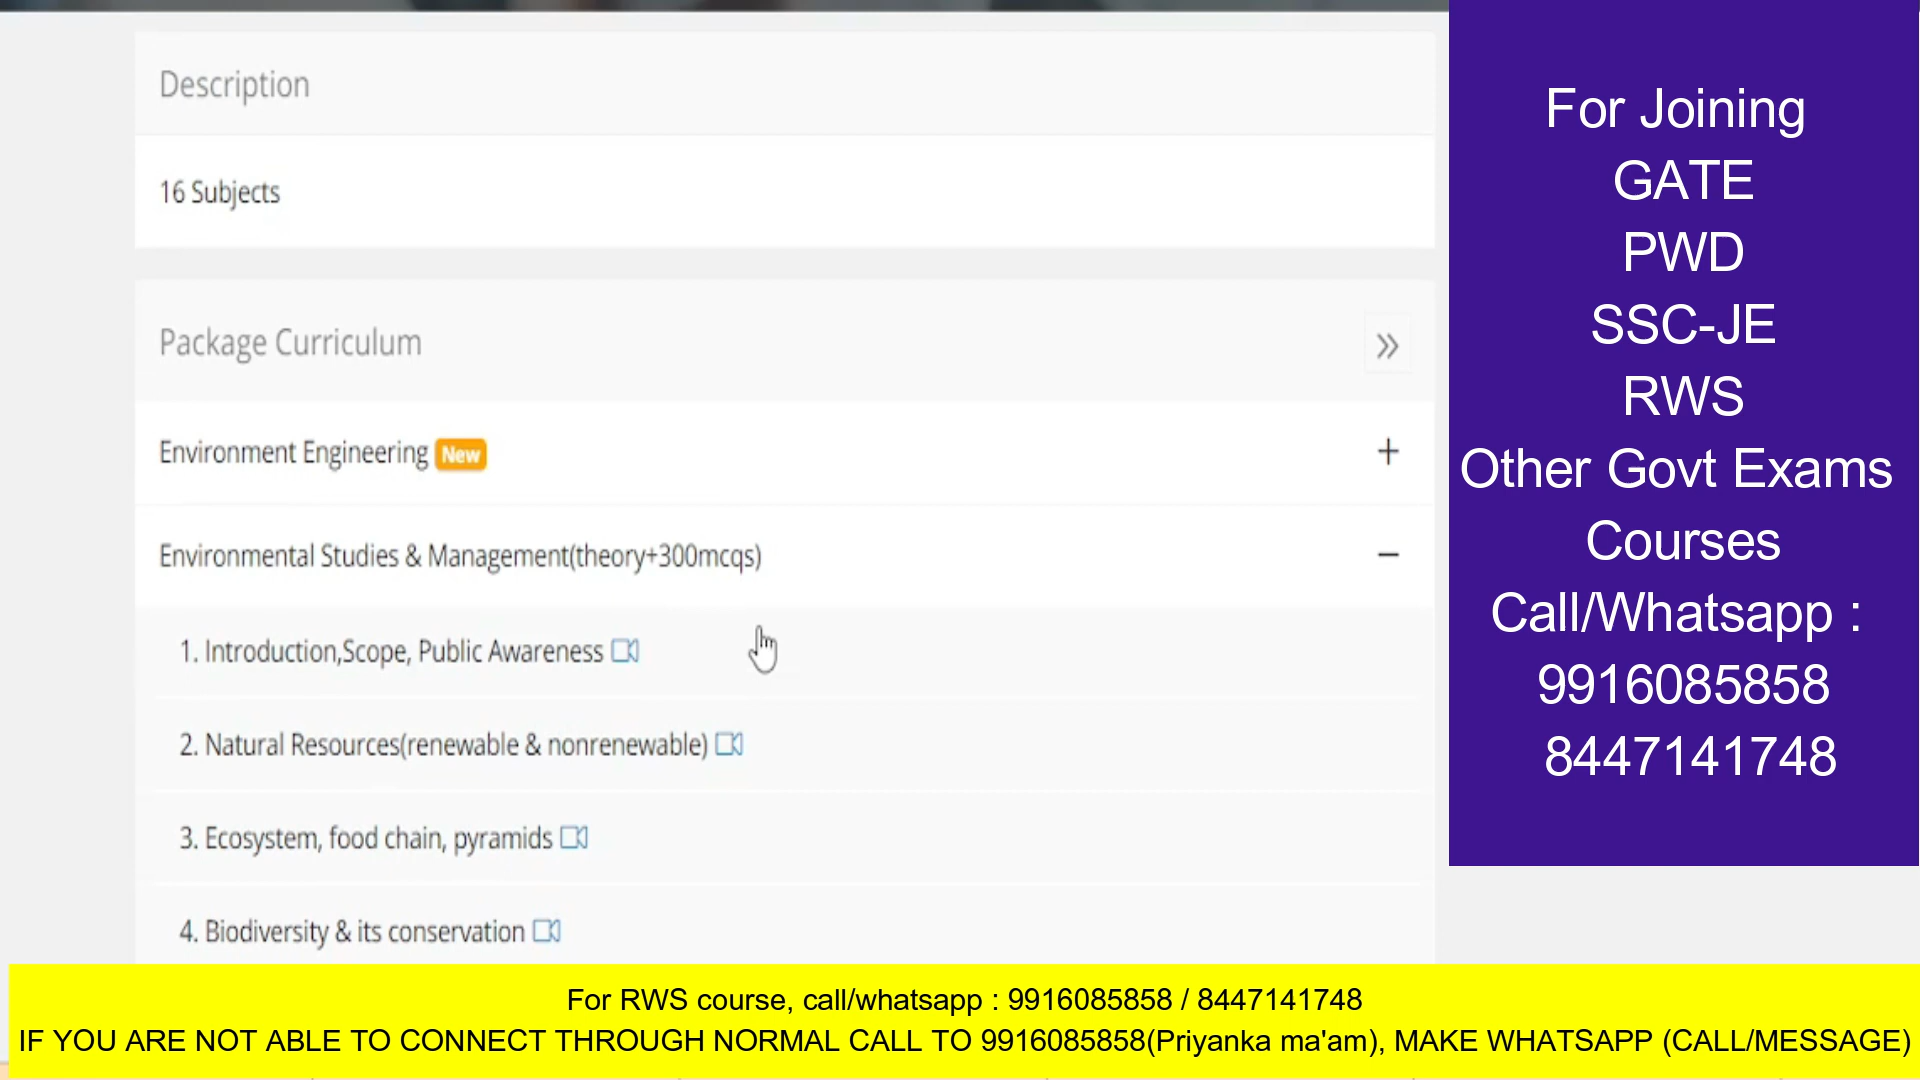 Description
16 Subjects
Package Curriculum
Environment Engineering New
Environmental Studies & Management(theory+300mcqs)
1. Introduction,Scope, Public Awareness
2. Natural Resources(renewable & nonrenewable)
3. Ecosystem, food chain, pyramids
4. Biodiversity & its conservation
For Joining
GATE
PWD
SSC-JE
RWS
Other Govt Exams
Courses
Call/Whatsapp :
9916085858
8447141748
For RWS course, call/whatsapp : 9916085858 / 8447141748
IF YOU ARE NOT ABLE TO CONNECT THROUGH NORMAL CALL TO 9916085858(Priyanka ma'am), MAKE WHATSAPP (CALL/MESSAGE)